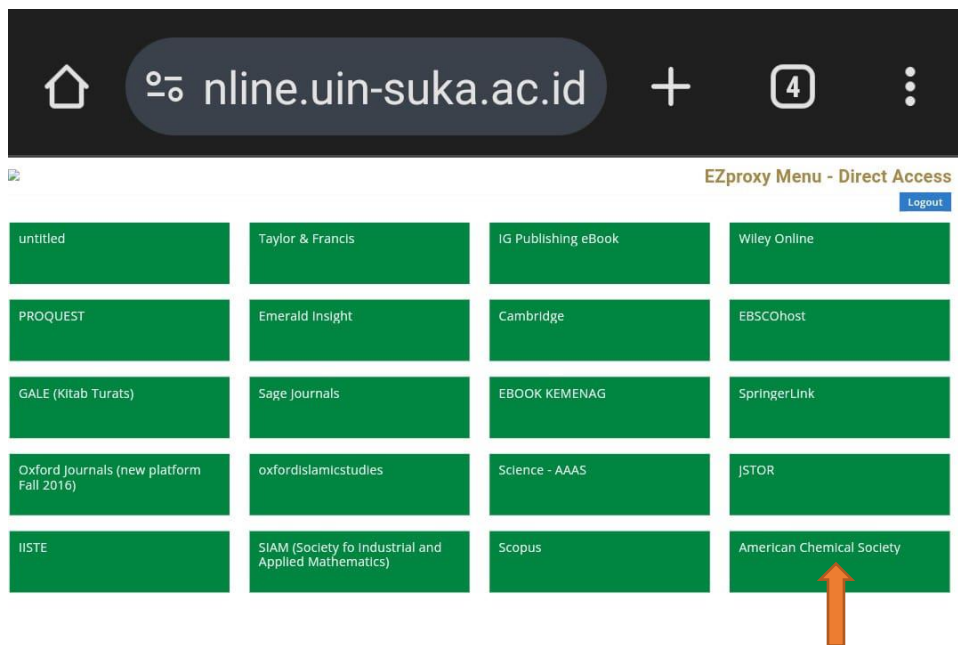 nline.uin-suka.ac.id
4
EZproxy Menu - Direct Access
Logout
untitled
Taylor & Francis
IG Publishing eBook
Wiley Online
PROQUEST
Emerald Insight
Cambridge
EBSCOhost
GALE (Kitab Turats)
Sage Journals
EBOOK KEMENAG
SpringerLink
Oxford Journals (new platform
Fall 2016)
oxfordislamicstudies
Science - AAAS
JSTOR
IISTE
SIAM (Society fo Industrial and
Applied Mathematics)
Scopus
American Chemical Society